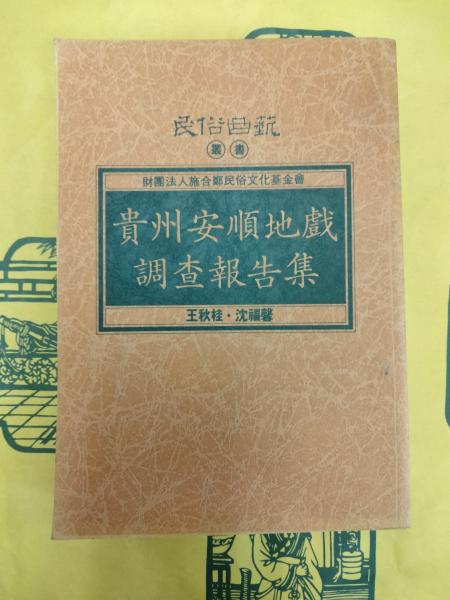 民俗曲藝
叢書
財團法人施合鄭民俗文化基金會
貴州安順地戲
調查報告集
王秋桂・沈福馨